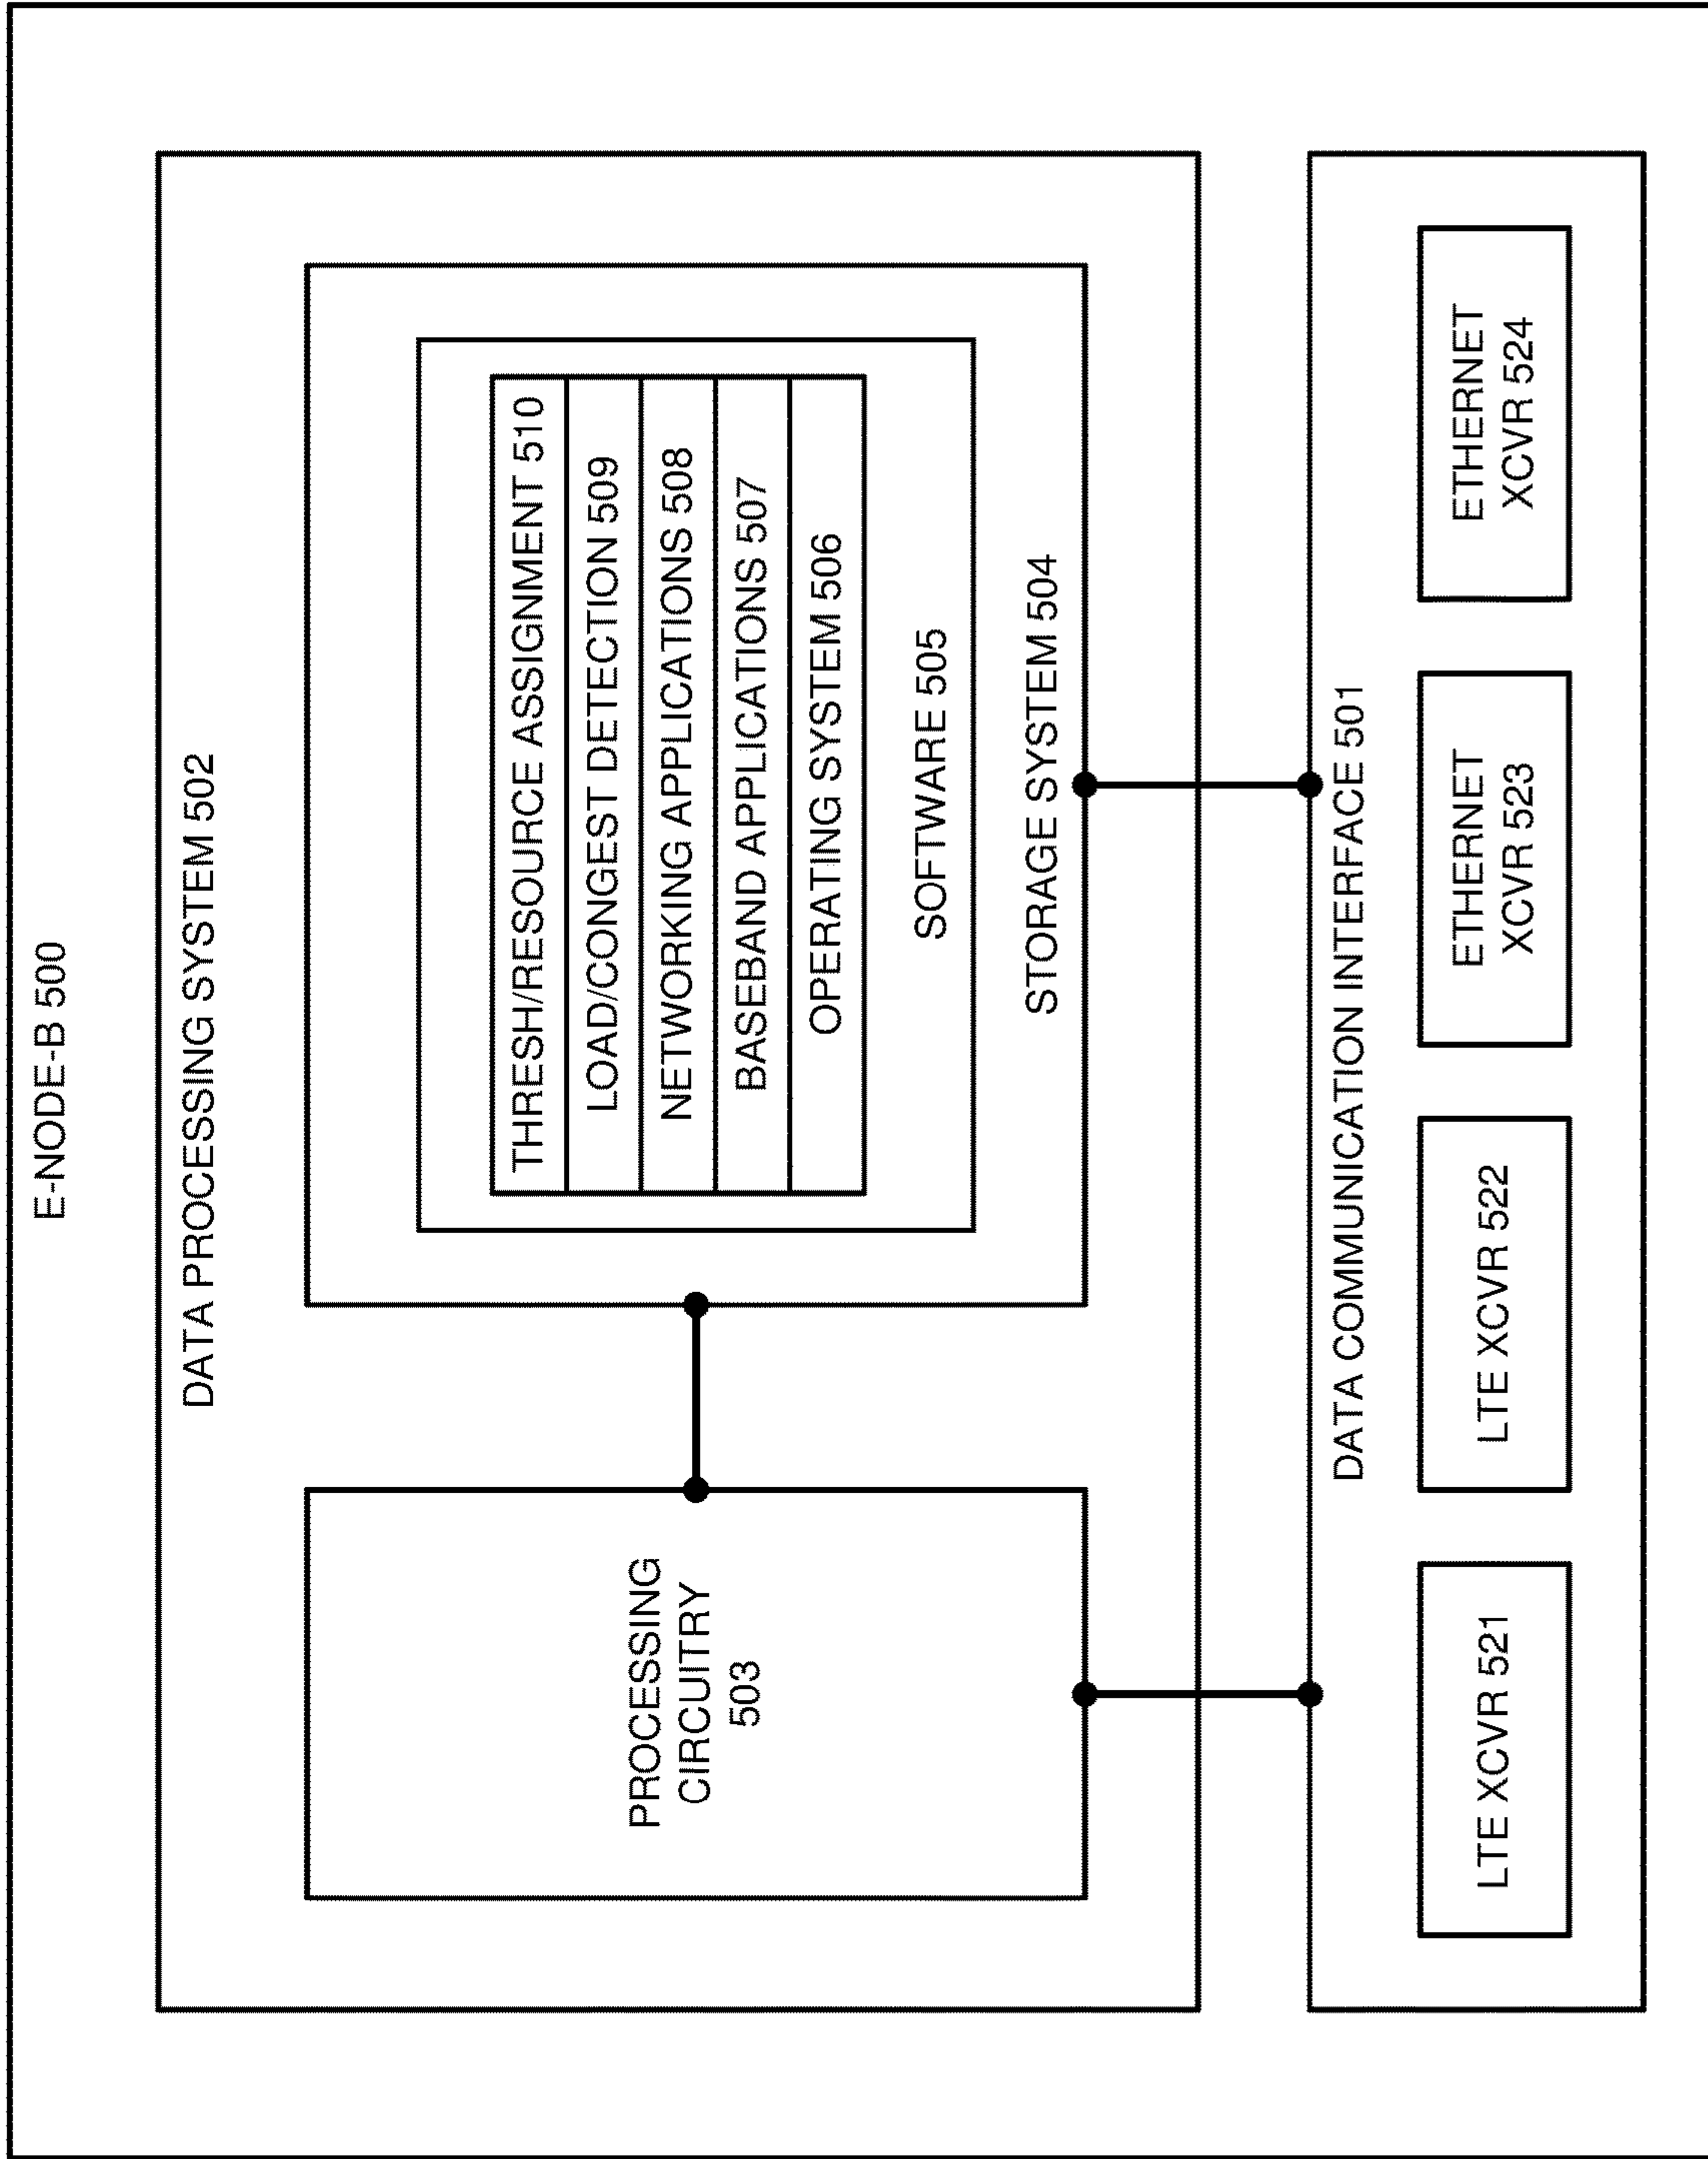 E-NODE-B 500
DATA PROCESSING SYSTEM 502
PROCESSING
CIRCUITRY
503
THRESH/RESOURCE ASSIGNMENT 510
LOAD/CONGEST DETECTION 509
NETWORKING APPLICATIONS 508
BASEBAND APPLICATIONS 507
OPERATING SYSTEM 506
SOFTWARE 505
STORAGE SYSTEM 504
DATA COMMUNICATION INTERFACE 501
LTE XCVR 521
LTE XCVR 522
ETHERNET
XCVR 523
ETHERNET
XCVR 524